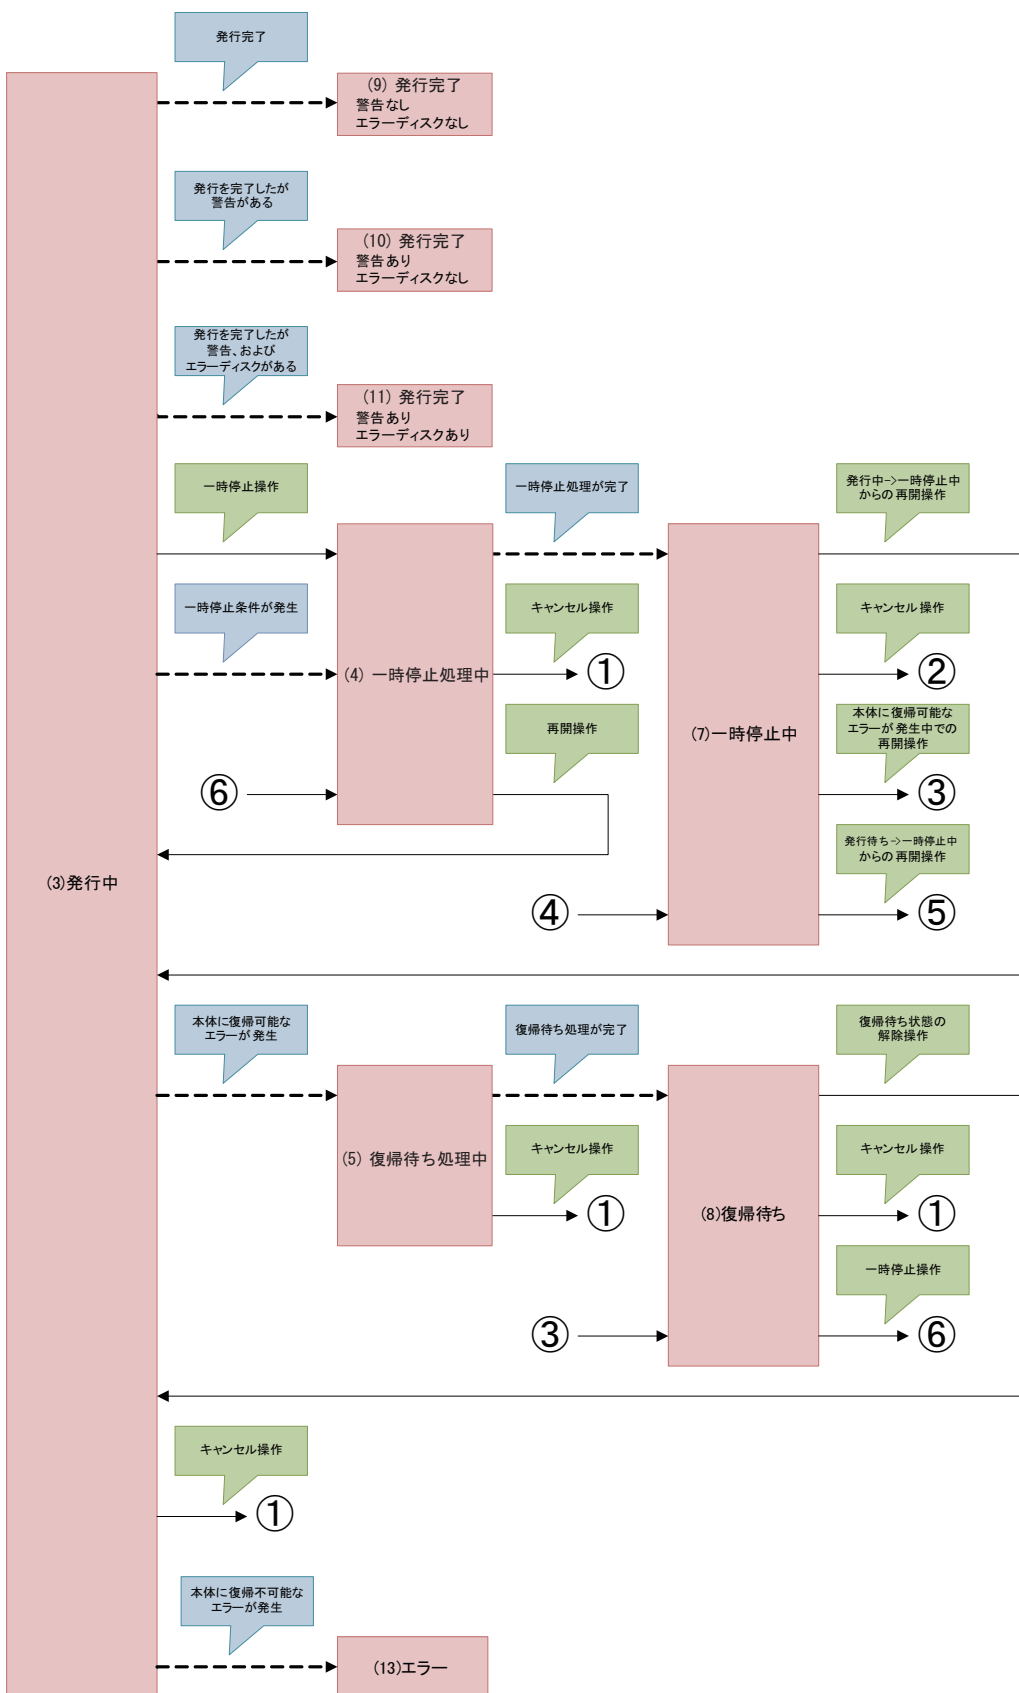 発行完了
(9) 発行完了
警告なし
エラーディスクなし
発行を完了したが
警告がある
(10) 発行完了
警告あり
エラーディスクなし
発行を完了したが
警告、および
エラーディスクがある
(11) 発行完了
警告あり
エラーディスクあり
一時停止操作
一時停止処理が完了
発行中->一時停止中
からの再開操作
一時停止条件が発生
キャンセル操作
キャンセル操作
(4) 一時停止処理中
①
②
再開操作
本体に復帰可能な
エラーが発生中での
再開操作
(7)一時停止中
⑥
③
発行待ち->一時停止中
からの再開操作
(3)発行中
④
⑤
本体に復帰可能な
エラーが発生
復帰待ち処理が完了
復帰待ち状態の
解除操作
キャンセル操作
キャンセル操作
(5) 復帰待ち処理中
①
(8)復帰待ち
①
一時停止操作
③
⑥
キャンセル操作
①
本体に復帰不可能な
エラーが発生
(13)エラー